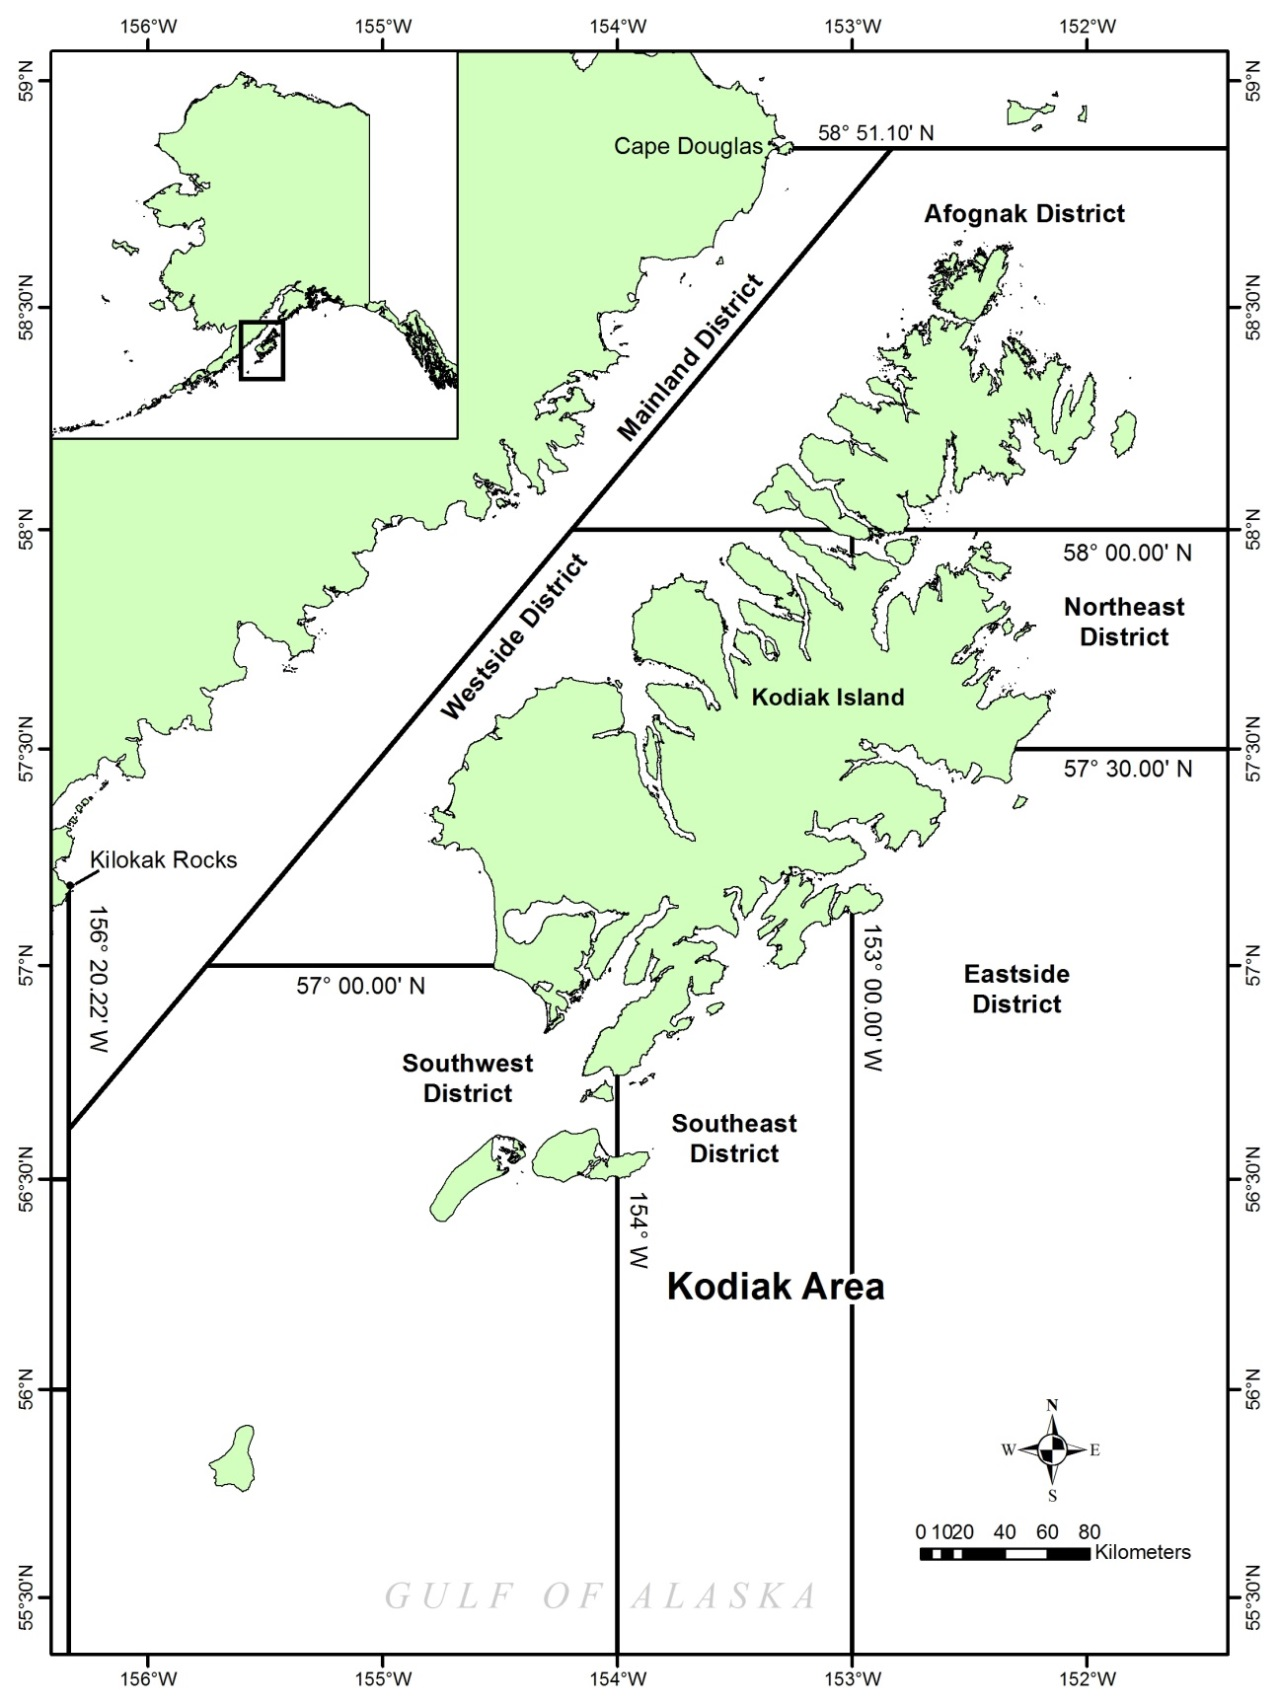 156°W
155°W
154°W
153°W
152°W
59°N
59°N
58° 51.10' N
Cape Douglas
Afognak District
58°30'N
58°30'N
Mainland District
58°N
58°N
58° 00.00' N
Westside District
Northeast
District
Kodiak Island
57°30'N
57°30'N
57° 30.00' N
Kilokak Rocks
156° 20.22' W
57°N
57°N
57° 00.00' N
153° 00.00' W
Eastside
District
Southwest
District
Southeast
District
56°30'N
56°30'N
154° W
Kodiak Area
56°N
56°N
N
W
E
S
0 1020 40 60 80
Kilometers
55°30'N
55°30'N
GULF OF ALASKA
156°W
155°W
154°W
153°W
152°W